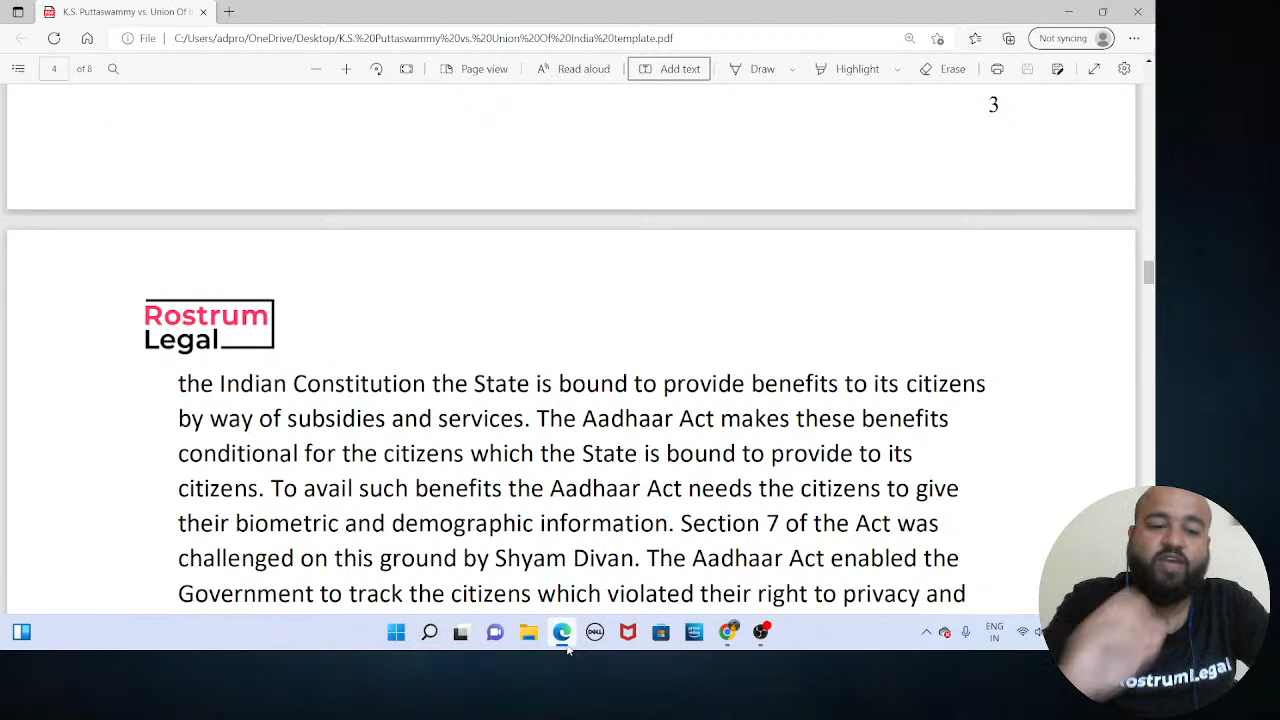 K.S. Puttaswammy vs. Union Of I
File
C:/Users/adpro/OneDrive/Desktop/K.S.%20Puttaswammy%20vs.%20Union%20Of%20India%20template.pdf
Not syncing
4 of 8
Page view
Read aloud
Add text
Draw
Highlight
Erase
3
Rostrum
Legal
the Indian Constitution the State is bound to provide benefits to its citizens
by way of subsidies and services. The Aadhaar Act makes these benefits
conditional for the citizens which the State is bound to provide to its
citizens. To avail such benefits the Aadhaar Act needs the citizens to give
their biometric and demographic information. Section 7 of the Act was
challenged on this ground by Shyam Divan. The Aadhaar Act enabled the
Government to track the citizens which violated their right to privacy and
DELL
prime video
ENG
IN
RostrumLegal